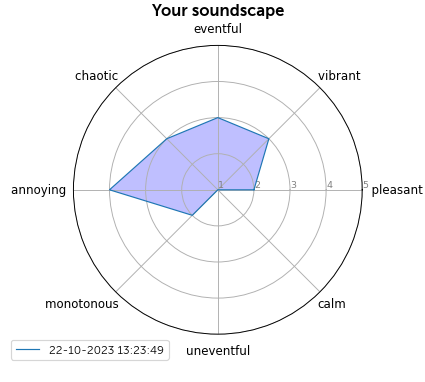 Your soundscape
eventful
chaotic
vibrant
annoying
1 2 3 4 5
pleasant
monotonous
calm
uneventful
22-10-2023 13:23:49